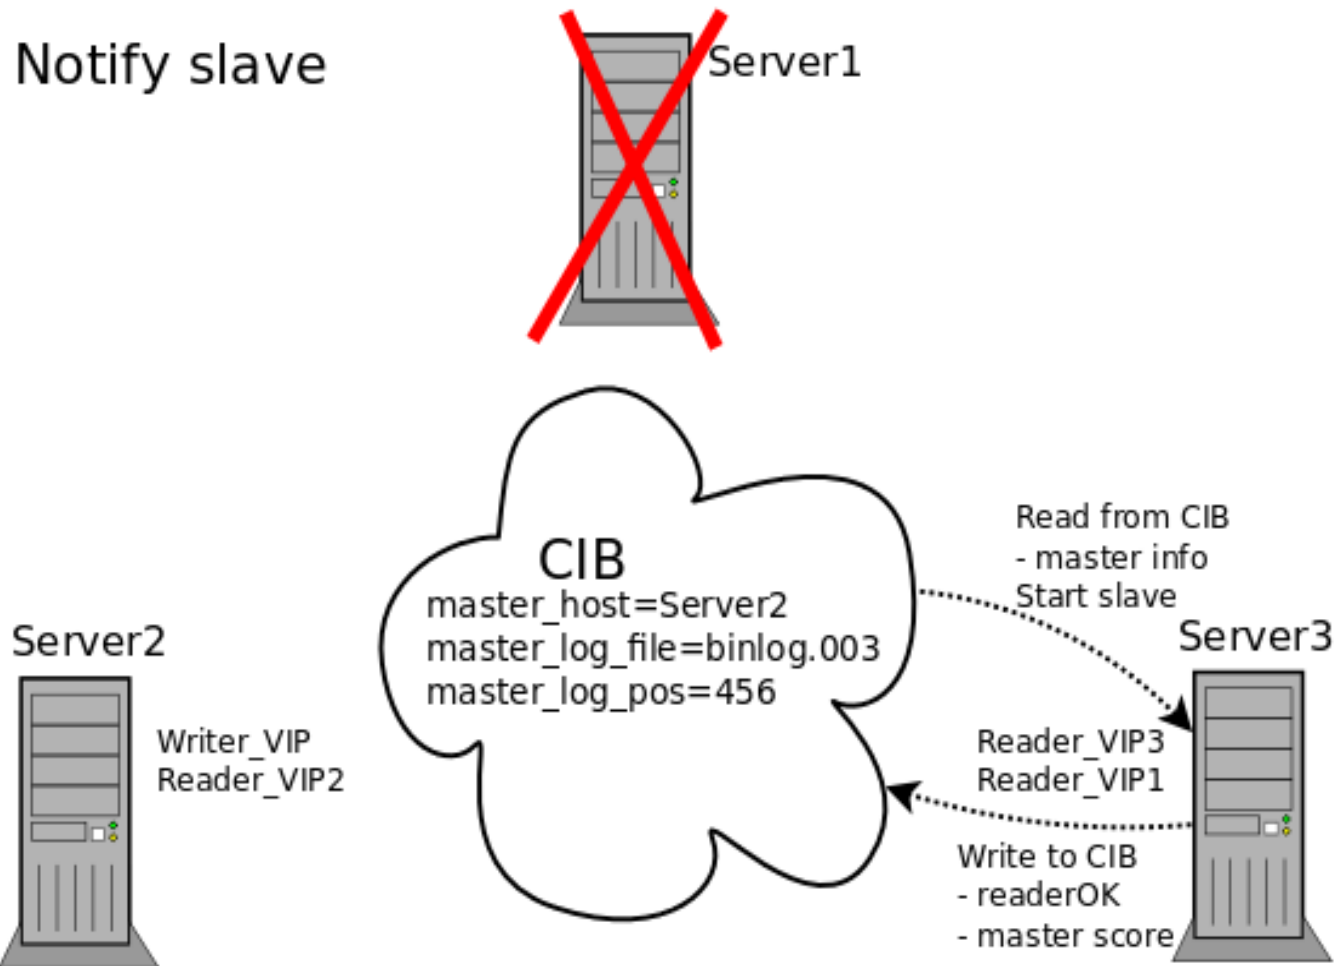 Notify slave
Server1
CIB
master_host=Server2
master_log_file=binlog.003
master_log_pos=456
Read from CIB
- master info
Start slave
Server2
Writer_VIP
Reader_VIP2
Server3
Reader_VIP3
Reader_VIP1
Write to CIB
- readerOK
- master score